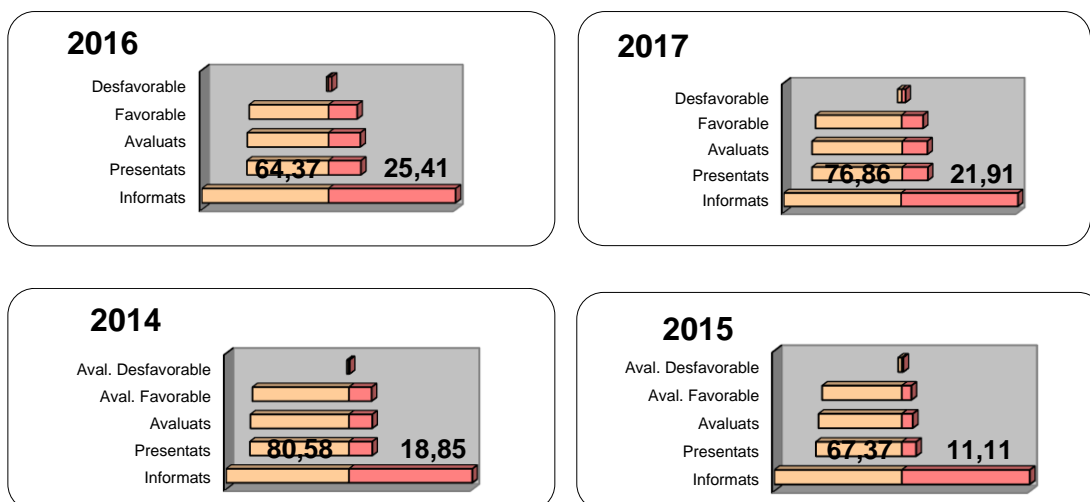 2016
Desfavorable
Favorable
Avaluats
Presentats
64,37 25,41
Informats
2017
Desfavorable
Favorable
Avaluats
Presentats
76,86 21,91
Informats
2014
Aval. Desfavorable
Aval. Favorable
Avaluats
Presentats
80,58 18,85
Informats
2015
Aval. Desfavorable
Aval. Favorable
Avaluats
Presentats
67,37 11,11
Informats